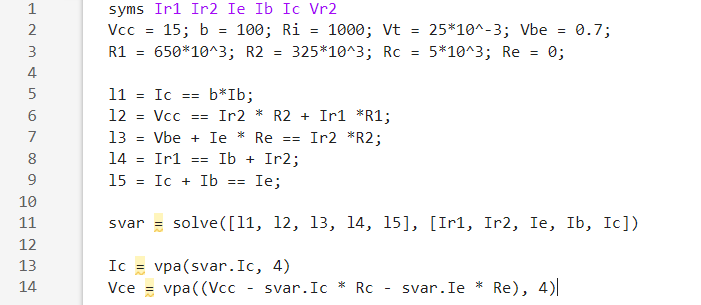 1 syms Ir1 Ir2 Ie Ib Ic Vr2
2 Vcc = 15; b = 100; Ri = 1000; Vt = 25*10^-3; Vbe = 0.7;
3 R1 = 650*10^3; R2 = 325*10^3; Rc = 5*10^3; Re = 0;
4
5 l1 = Ic == b*Ib;
6 l2 = Vcc == Ir2 * R2 + Ir1 *R1;
7 l3 = Vbe + Ie * Re == Ir2 *R2;
8 l4 = Ir1 == Ib + Ir2;
9 l5 = Ic + Ib == Ie;
10
11 svar = solve([l1, l2, l3, l4, l5], [Ir1, Ir2, Ie, Ib, Ic])
12
13 Ic = vpa(svar.Ic, 4)
14 Vce = vpa((Vcc - svar.Ic * Rc - svar.Ie * Re), 4)